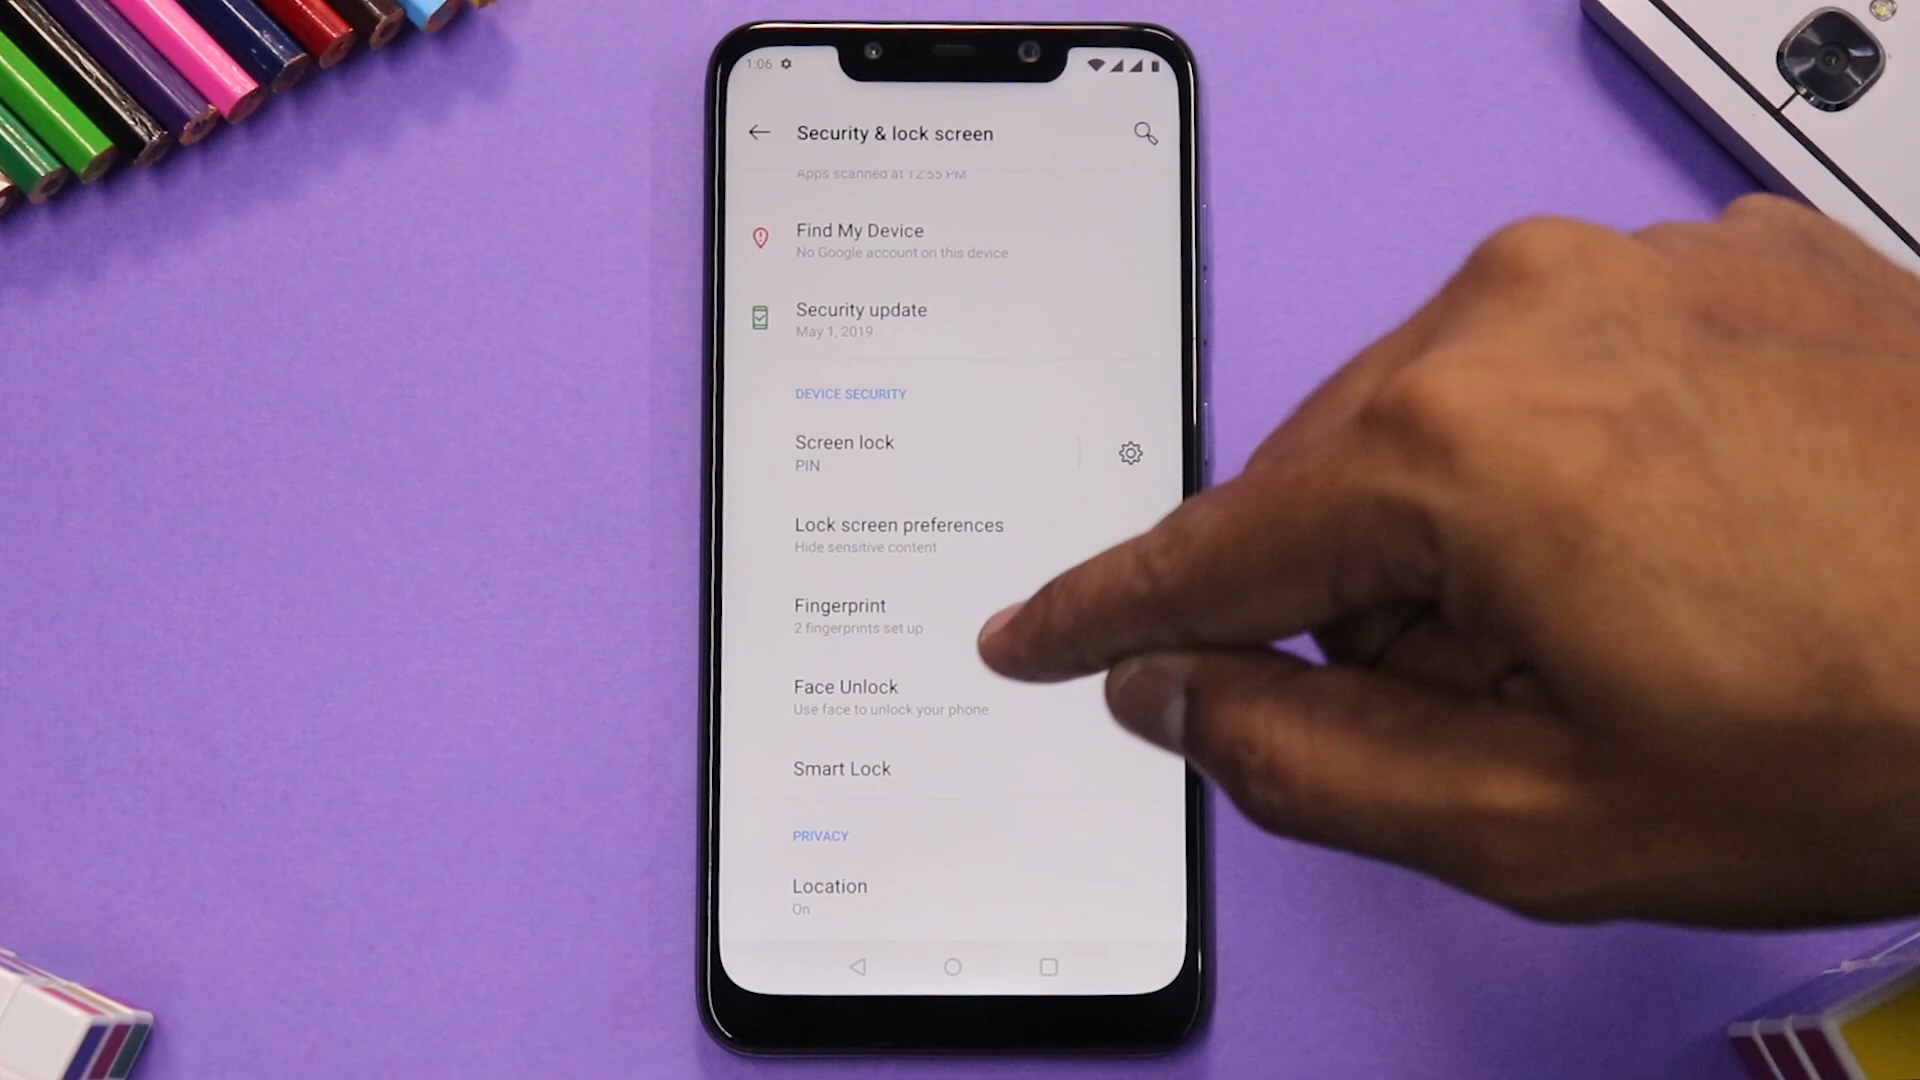 1:06
Security & lock screen
Apps scanned at 12:55 PM
Find My Device
No Google account on this device
Security update
May 1, 2019
DEVICE SECURITY
Screen lock
PIN
Lock screen preferences
Hide sensitive content
Fingerprint
2 fingerprints set up
Face Unlock
Use face to unlock your phone
Smart Lock
PRIVACY
Location
On